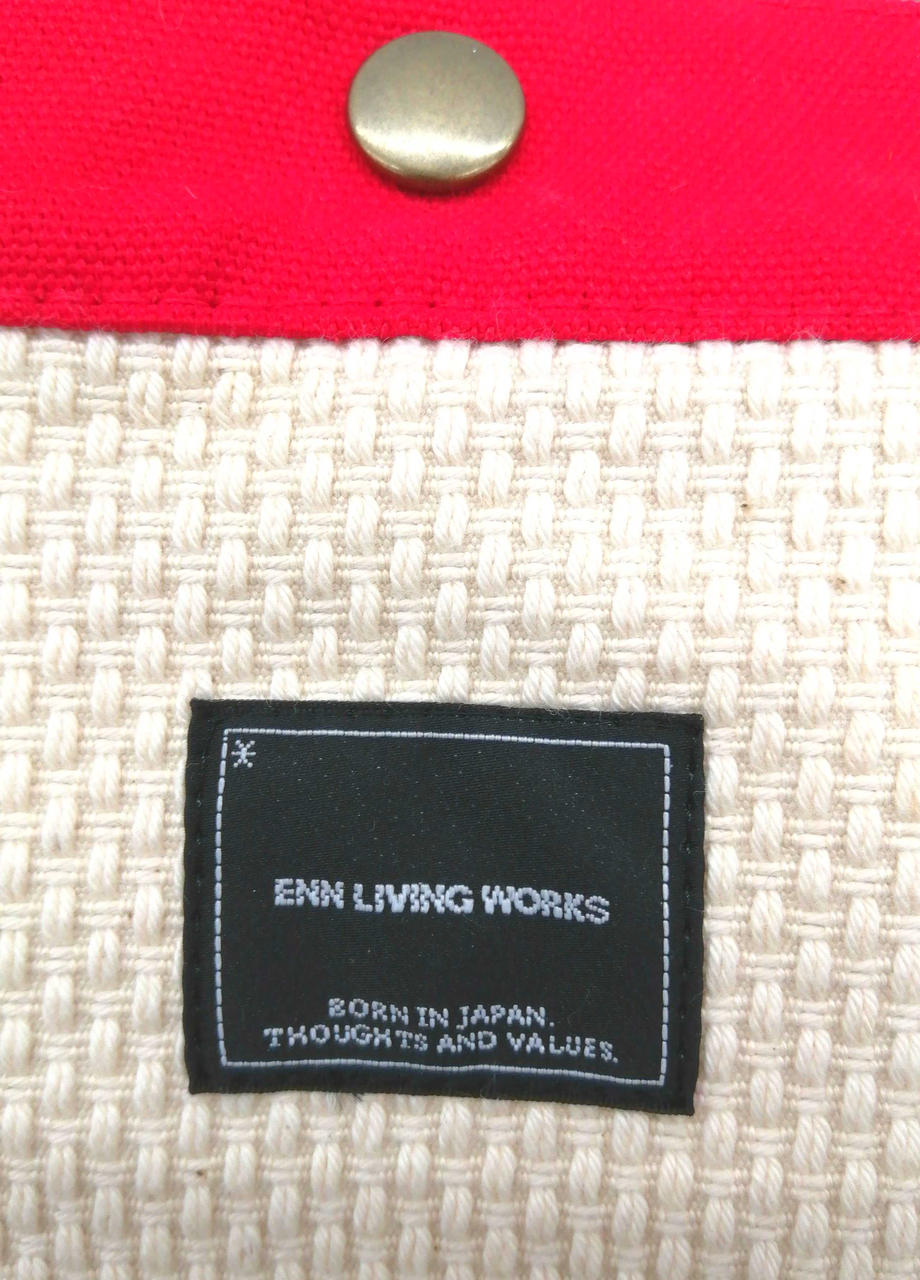 *
ENN LIVING WORKS
BORN IN JAPAN.
THOUGHTS AND VALUES.